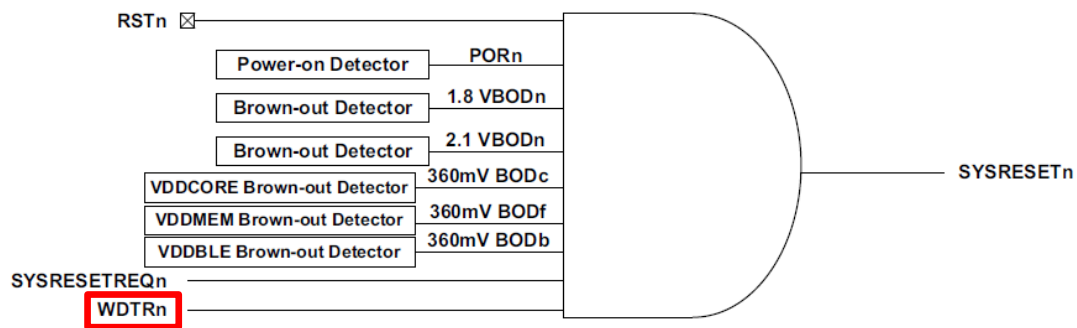 RSTn
Power-on Detector PORn
Brown-out Detector 1.8 VBODn
Brown-out Detector 2.1 VBODn
VDDCORE Brown-out Detector 360mV BODc
VDDMEM Brown-out Detector 360mV BODf
VDDBLE Brown-out Detector 360mV BODb
SYSRESETn
SYSRESETREQn
WDTRn